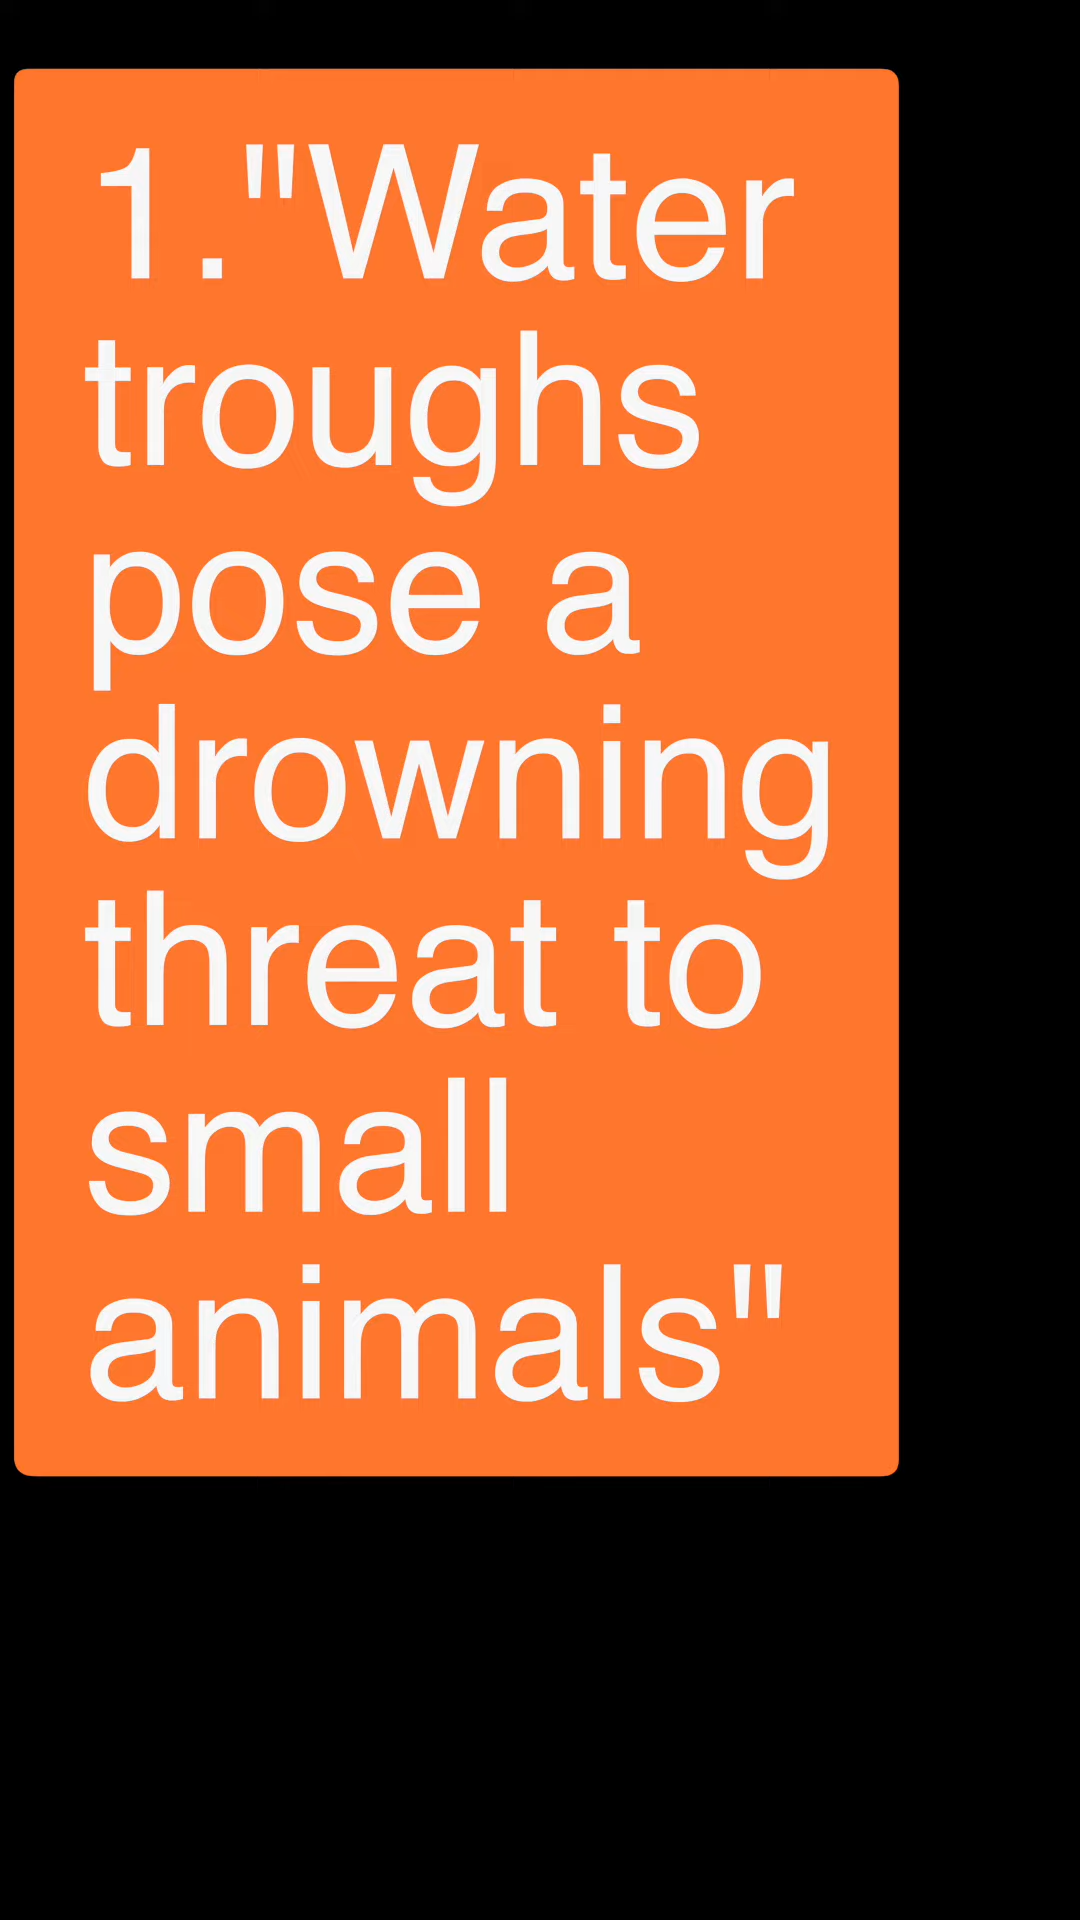 1."Water
troughs
pose a
drowning
threat to
small
animals"